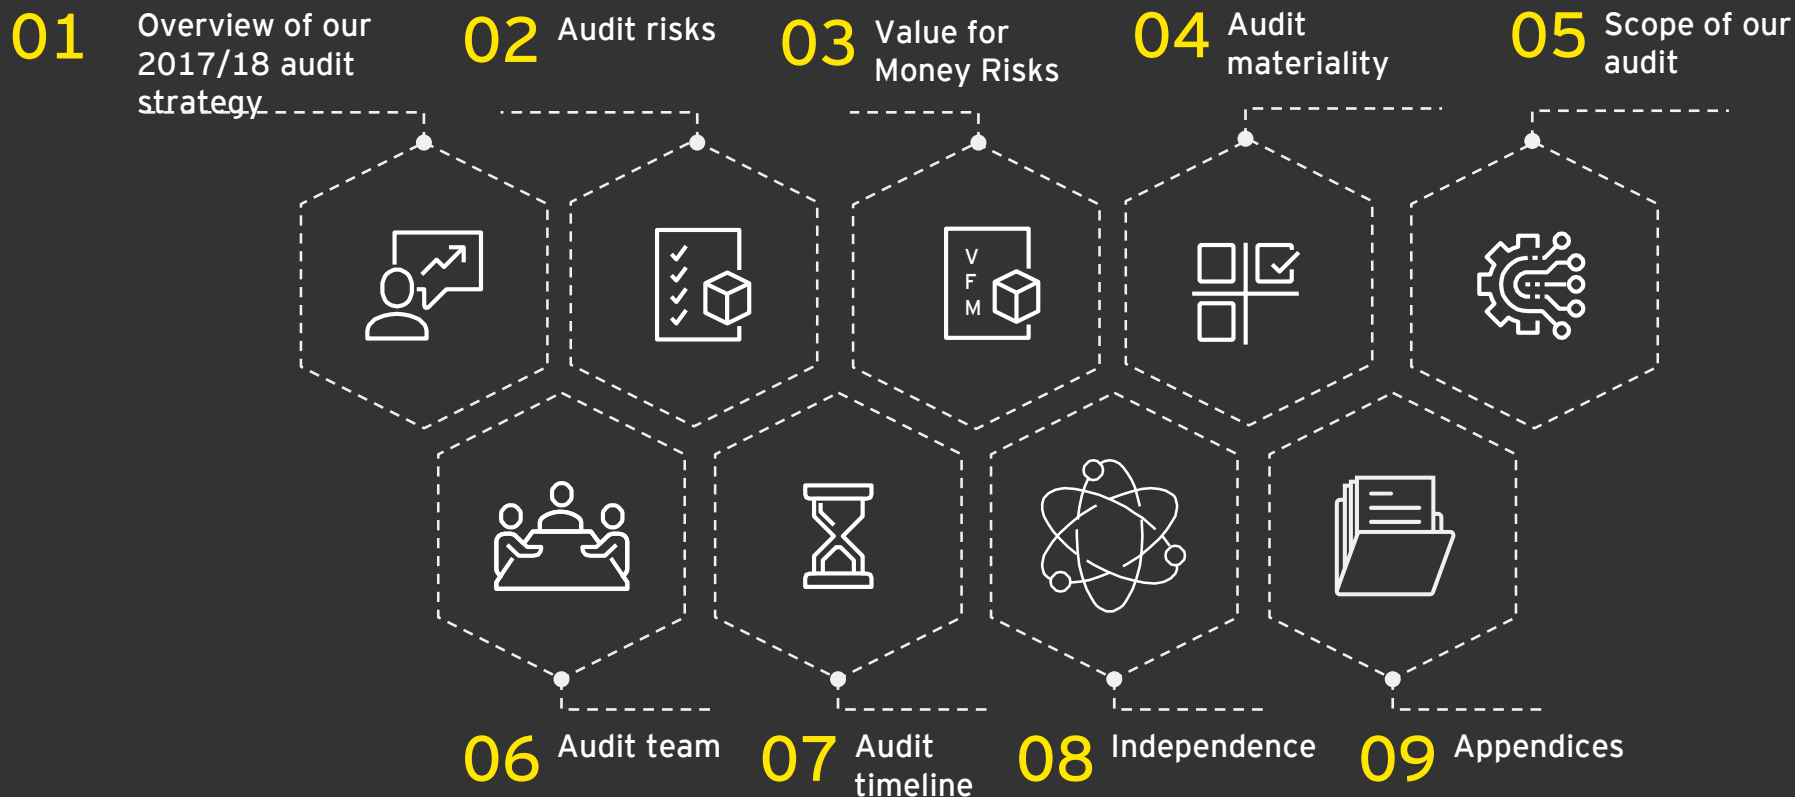 01
Overview of our
2017/18 audit
strategy
02
Audit risks
03
Value for
Money Risks
04
Audit
materiality
05
Scope of our
audit
V
F
M
06
Audit team
07
Audit
timeline
08
Independence
09
Appendices